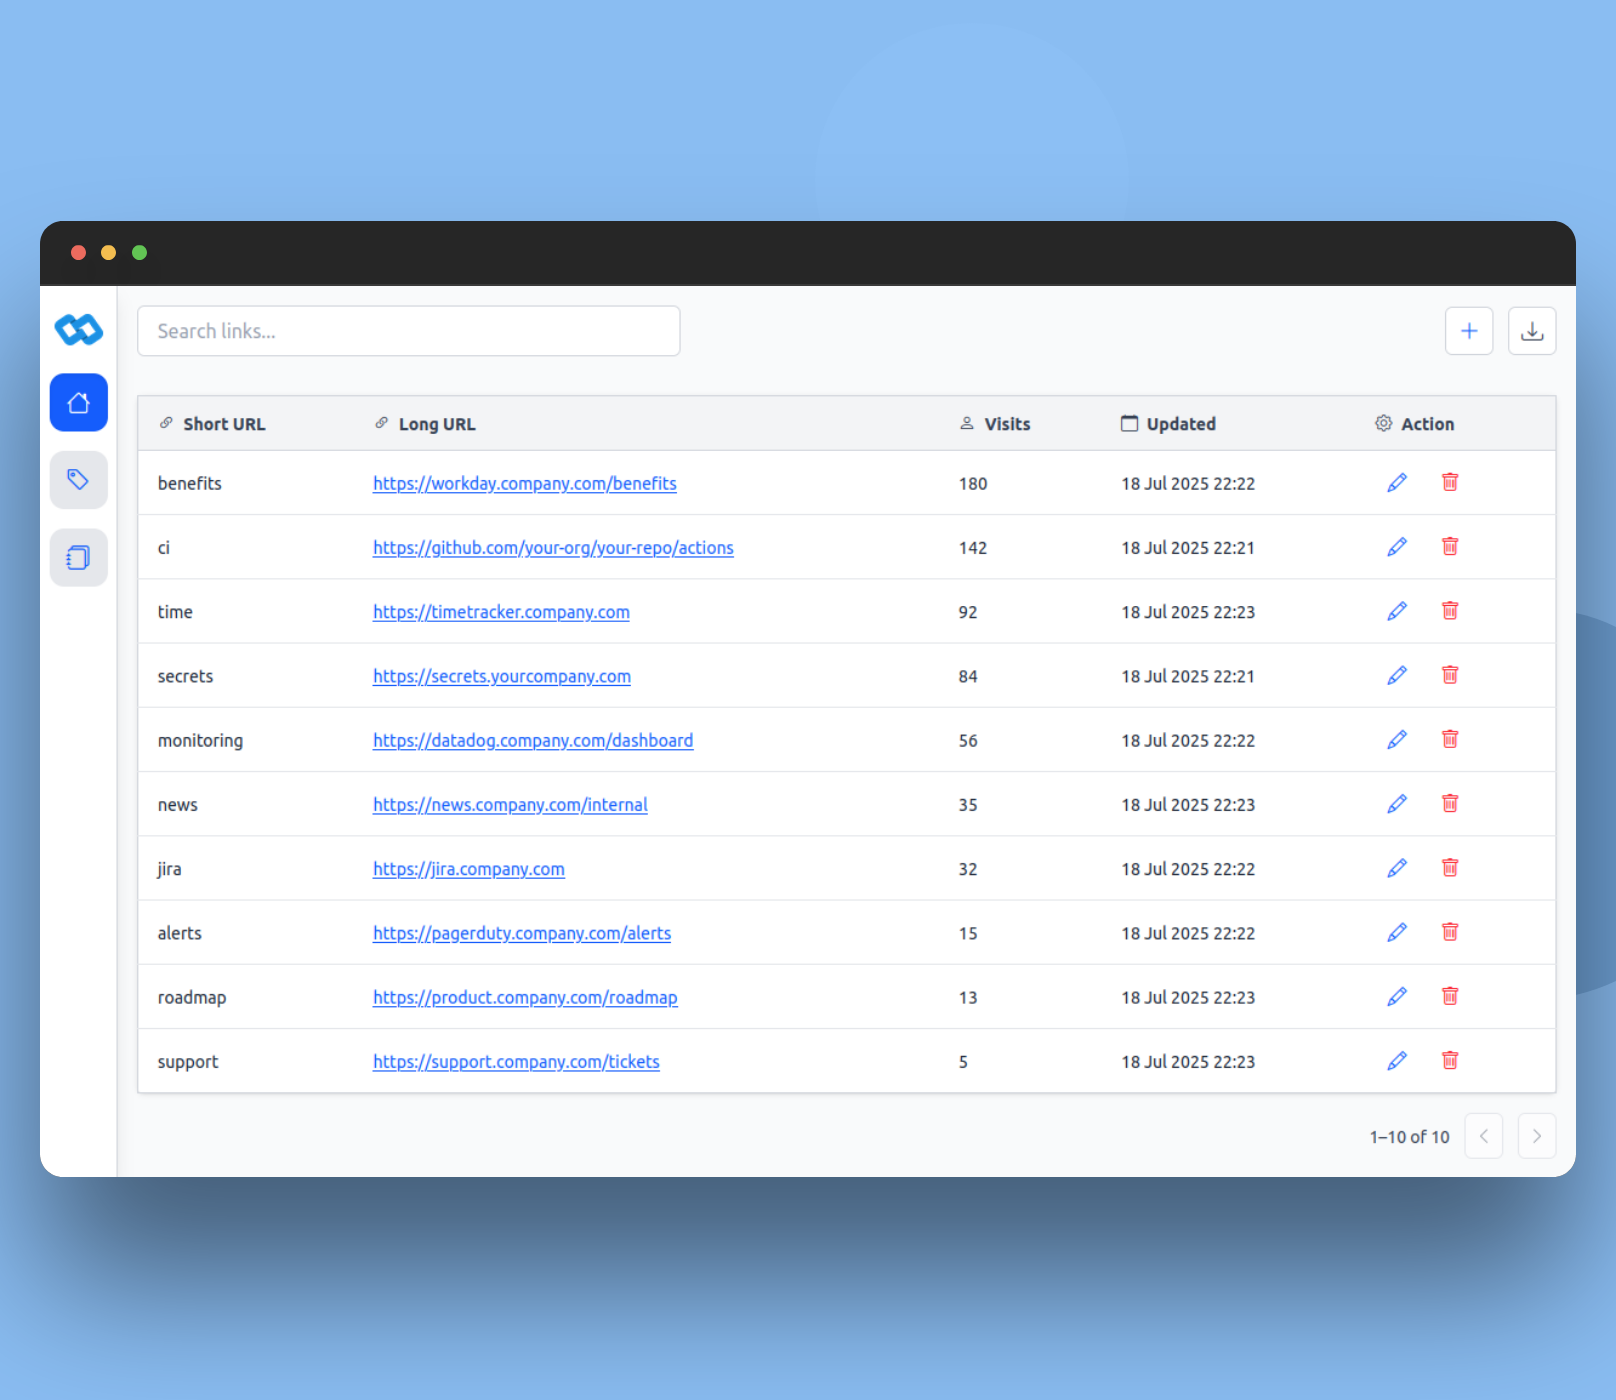 Search links...
Short URL Long URL Visits Updated Action
benefits https://workday.company.com/benefits 180 18 Jul 2025 22:22
ci https://github.com/your-org/your-repo/actions 142 18 Jul 2025 22:21
time https://timetracker.company.com 92 18 Jul 2025 22:23
secrets https://secrets.yourcompany.com 84 18 Jul 2025 22:21
monitoring https://datadog.company.com/dashboard 56 18 Jul 2025 22:22
news https://news.company.com/internal 35 18 Jul 2025 22:23
jira https://jira.company.com 32 18 Jul 2025 22:22
alerts https://pagerduty.company.com/alerts 15 18 Jul 2025 22:22
roadmap https://product.company.com/roadmap 13 18 Jul 2025 22:23
support https://support.company.com/tickets 5 18 Jul 2025 22:23
1–10 of 10